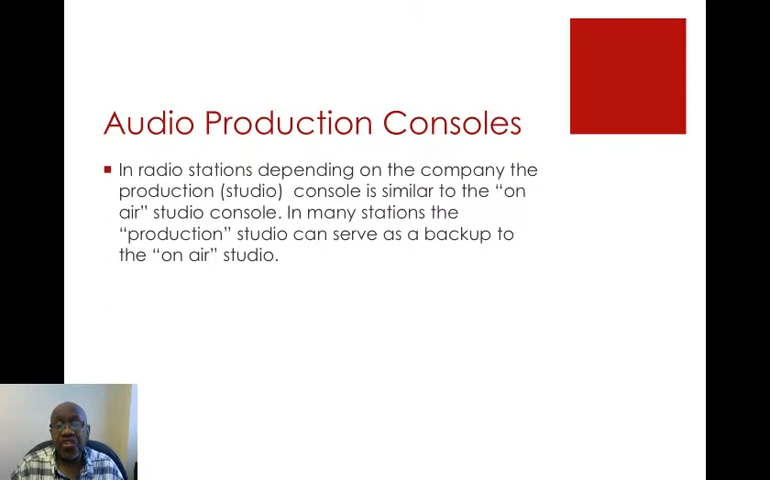 Audio Production Consoles
In radio stations depending on the company the
production (studio)  console is similar to the “on
air” studio console. In many stations the
“production” studio can serve as a backup to
the “on air” studio.